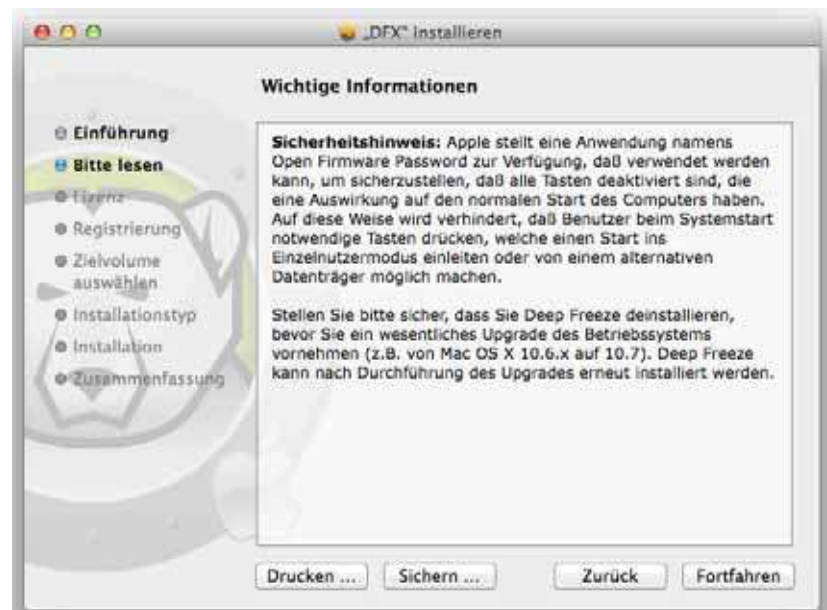 „DFX“ installieren
Wichtige Informationen
Einführung
Bitte lesen
Lizenz
Registrierung
Zielvolume
auswählen
Installationstyp
Installation
Zusammenfassung
Sicherheitshinweis: Apple stellt eine Anwendung namens
Open Firmware Password zur Verfügung, daß verwendet werden
kann, um sicherzustellen, daß alle Tasten deaktiviert sind, die
eine Auswirkung auf den normalen Start des Computers haben.
Auf diese Weise wird verhindert, daß Benutzer beim Systemstart
notwendige Tasten drücken, welche einen Start ins
Einzelnutzermodus einleiten oder von einem alternativen
Datenträger möglich machen.
Stellen Sie bitte sicher, dass Sie Deep Freeze deinstallieren,
bevor Sie ein wesentliches Upgrade des Betriebssystems
vornehmen (z.B. von Mac OS X 10.6.x auf 10.7). Deep Freeze
kann nach Durchführung des Upgrades erneut installiert werden.
Drucken ... Sichern ... Zurück Fortfahren